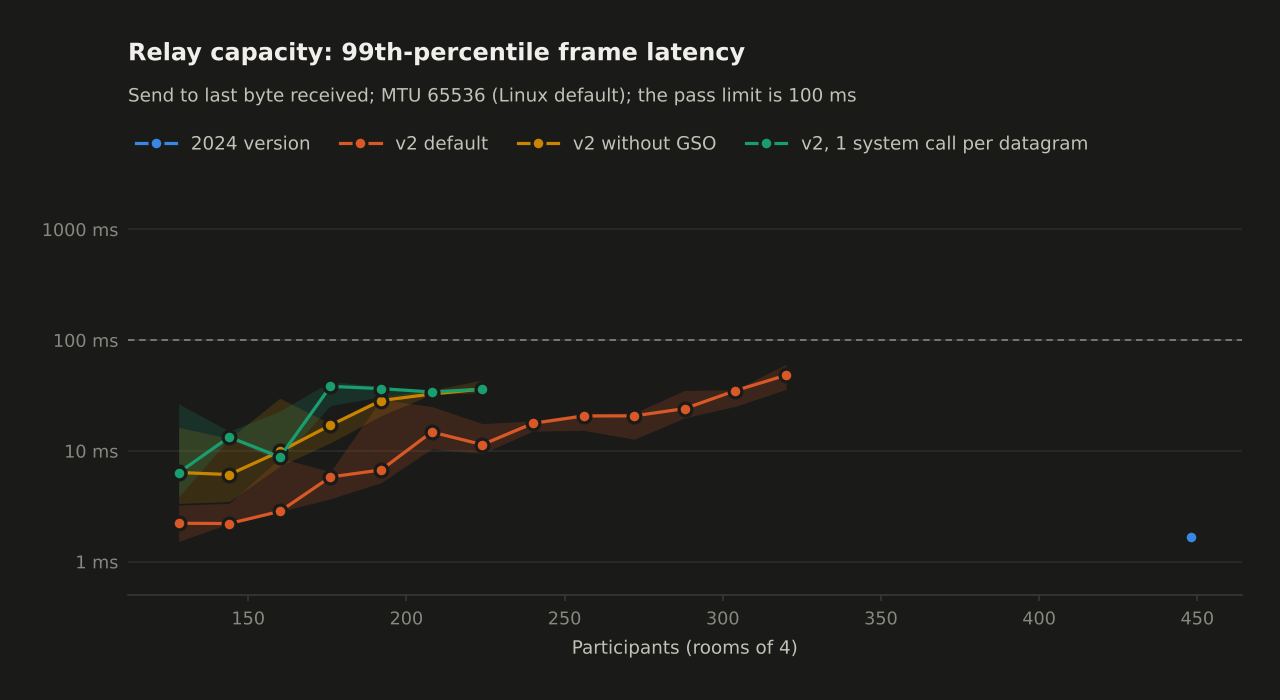 Relay capacity: 99th-percentile frame latency
Send to last byte received; MTU 65536 (Linux default); the pass limit is 100 ms
2024 version v2 default v2 without GSO v2, 1 system call per datagram
1000 ms
100 ms
10 ms
1 ms
150 200 250 300 350 400 450
Participants (rooms of 4)